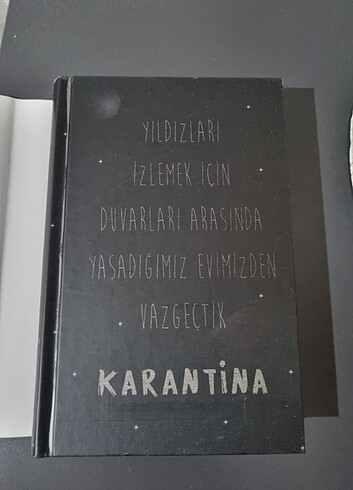 YILDIZLARI
İZLEMEK İÇİN
DUVARLARI ARASINDA
YAŞADIĞIMIZ EVİMİZDEN
VAZGEÇTİK
KARANTİNA